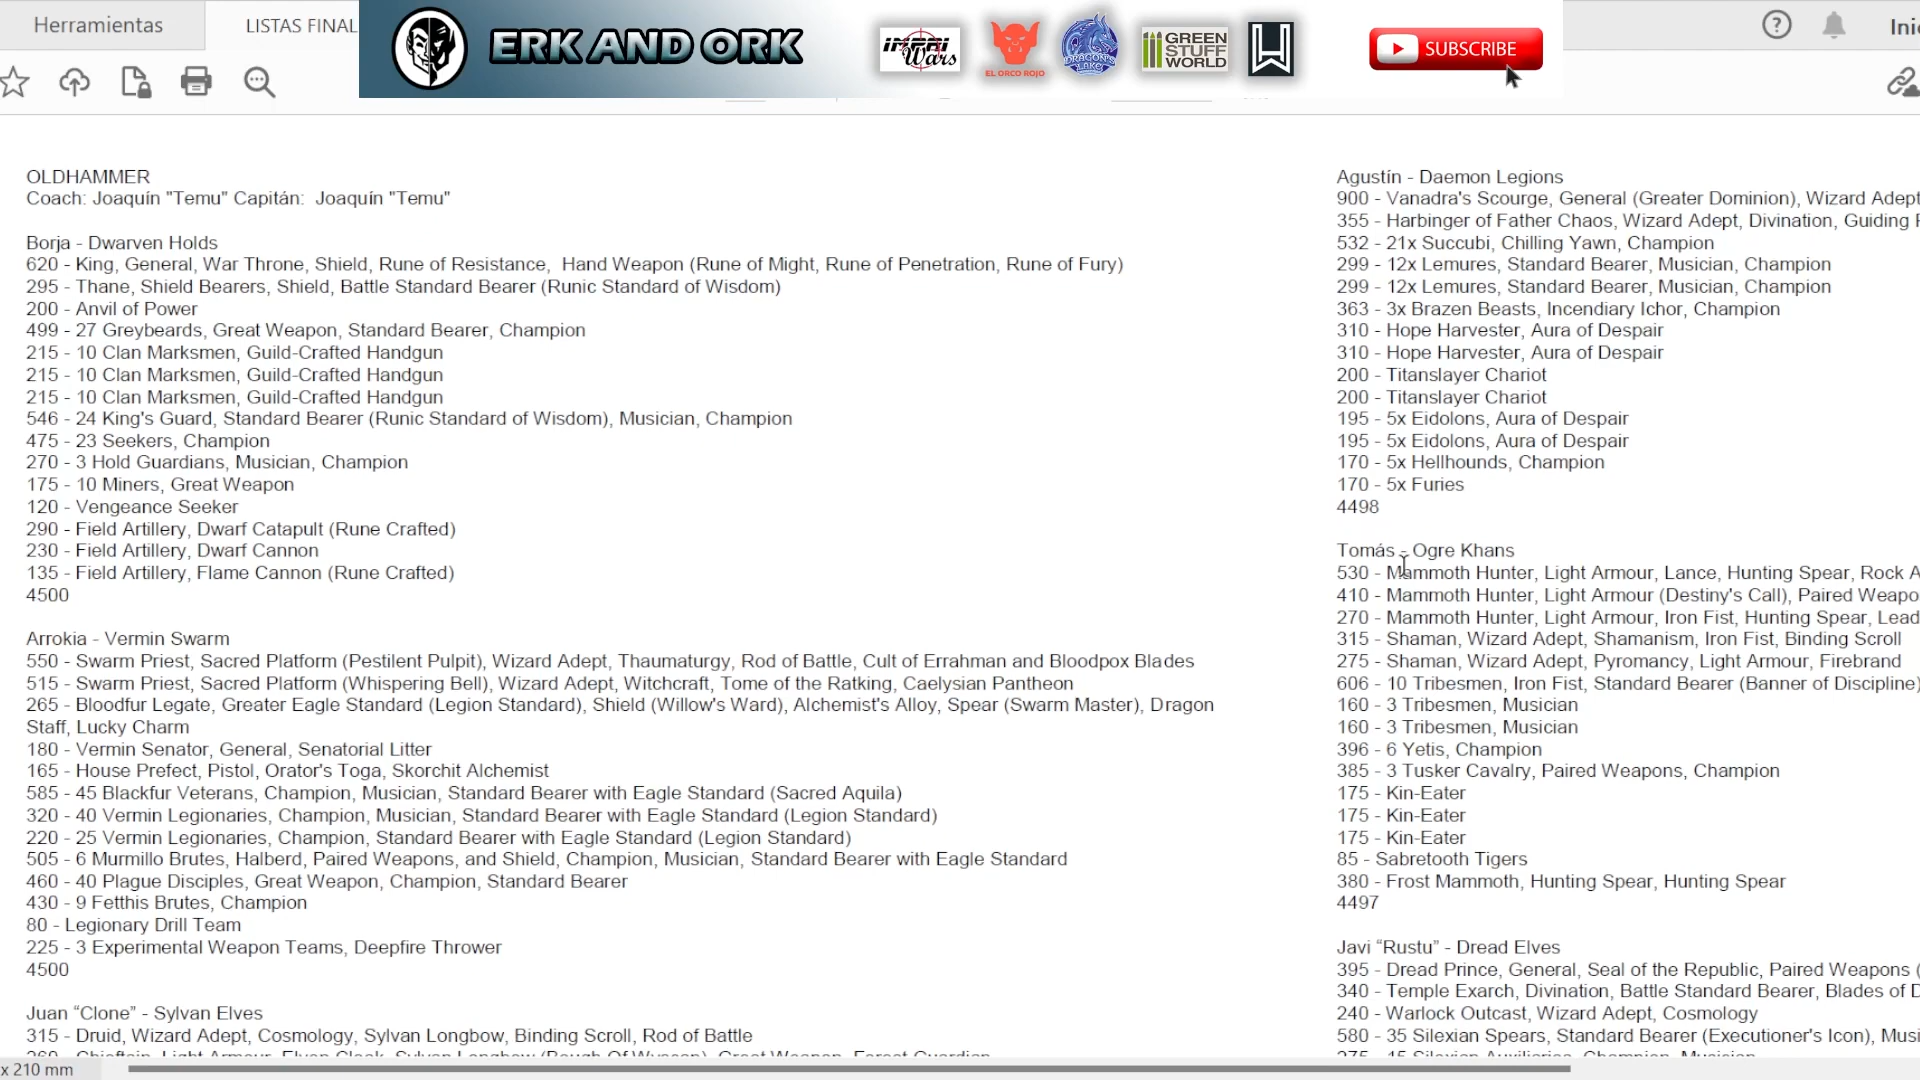 Herramientas
LISTAS FINAL
ERK AND ORK
IMPRI WARS
EL ORCO ROJO
DRAGON'S LAKE
GREEN STUFF WORLD
SUBSCRIBE
Ini
OLDHAMMER
Coach: Joaquín "Temu" Capitán:  Joaquín "Temu"
Borja - Dwarven Holds
620 - King, General, War Throne, Shield, Rune of Resistance,  Hand Weapon (Rune of Might, Rune of Penetration, Rune of Fury)
295 - Thane, Shield Bearers, Shield, Battle Standard Bearer (Runic Standard of Wisdom)
200 - Anvil of Power
499 - 27 Greybeards, Great Weapon, Standard Bearer, Champion
215 - 10 Clan Marksmen, Guild-Crafted Handgun
215 - 10 Clan Marksmen, Guild-Crafted Handgun
215 - 10 Clan Marksmen, Guild-Crafted Handgun
546 - 24 King's Guard, Standard Bearer (Runic Standard of Wisdom), Musician, Champion
475 - 23 Seekers, Champion
270 - 3 Hold Guardians, Musician, Champion
175 - 10 Miners, Great Weapon
120 - Vengeance Seeker
290 - Field Artillery, Dwarf Catapult (Rune Crafted)
230 - Field Artillery, Dwarf Cannon
135 - Field Artillery, Flame Cannon (Rune Crafted)
4500
Arrokia - Vermin Swarm
550 - Swarm Priest, Sacred Platform (Pestilent Pulpit), Wizard Adept, Thaumaturgy, Rod of Battle, Cult of Errahman and Bloodpox Blades
515 - Swarm Priest, Sacred Platform (Whispering Bell), Wizard Adept, Witchcraft, Tome of the Ratking, Caelysian Pantheon
265 - Bloodfur Legate, Greater Eagle Standard (Legion Standard), Shield (Willow's Ward), Alchemist's Alloy, Spear (Swarm Master), Dragon
Staff, Lucky Charm
180 - Vermin Senator, General, Senatorial Litter
165 - House Prefect, Pistol, Orator's Toga, Skorchit Alchemist
585 - 45 Blackfur Veterans, Champion, Musician, Standard Bearer with Eagle Standard (Sacred Aquila)
320 - 40 Vermin Legionaries, Champion, Musician, Standard Bearer with Eagle Standard (Legion Standard)
220 - 25 Vermin Legionaries, Champion, Standard Bearer with Eagle Standard (Legion Standard)
505 - 6 Murmillo Brutes, Halberd, Paired Weapons, and Shield, Champion, Musician, Standard Bearer with Eagle Standard
460 - 40 Plague Disciples, Great Weapon, Champion, Standard Bearer
430 - 9 Fetthis Brutes, Champion
80 - Legionary Drill Team
225 - 3 Experimental Weapon Teams, Deepfire Thrower
4500
Juan “Clone” - Sylvan Elves
315 - Druid, Wizard Adept, Cosmology, Sylvan Longbow, Binding Scroll, Rod of Battle
Agustín - Daemon Legions
900 - Vanadra's Scourge, General (Greater Dominion), Wizard Adept
355 - Harbinger of Father Chaos, Wizard Adept, Divination, Guiding
532 - 21x Succubi, Chilling Yawn, Champion
299 - 12x Lemures, Standard Bearer, Musician, Champion
299 - 12x Lemures, Standard Bearer, Musician, Champion
363 - 3x Brazen Beasts, Incendiary Ichor, Champion
310 - Hope Harvester, Aura of Despair
310 - Hope Harvester, Aura of Despair
200 - Titanslayer Chariot
200 - Titanslayer Chariot
195 - 5x Eidolons, Aura of Despair
195 - 5x Eidolons, Aura of Despair
170 - 5x Hellhounds, Champion
170 - 5x Furies
4498
Tomás - Ogre Khans
530 - Mammoth Hunter, Light Armour, Lance, Hunting Spear, Rock A
410 - Mammoth Hunter, Light Armour (Destiny's Call), Paired Weapo
270 - Mammoth Hunter, Light Armour, Iron Fist, Hunting Spear, Lead
315 - Shaman, Wizard Adept, Shamanism, Iron Fist, Binding Scroll
275 - Shaman, Wizard Adept, Pyromancy, Light Armour, Firebrand
606 - 10 Tribesmen, Iron Fist, Standard Bearer (Banner of Discipline)
160 - 3 Tribesmen, Musician
160 - 3 Tribesmen, Musician
396 - 6 Yetis, Champion
385 - 3 Tusker Cavalry, Paired Weapons, Champion
175 - Kin-Eater
175 - Kin-Eater
175 - Kin-Eater
85 - Sabretooth Tigers
380 - Frost Mammoth, Hunting Spear, Hunting Spear
4497
Javi “Rustu” - Dread Elves
395 - Dread Prince, General, Seal of the Republic, Paired Weapons (
340 - Temple Exarch, Divination, Battle Standard Bearer, Blades of D
240 - Warlock Outcast, Wizard Adept, Cosmology
580 - 35 Silexian Spears, Standard Bearer (Executioner's Icon), Musi
x 210 mm